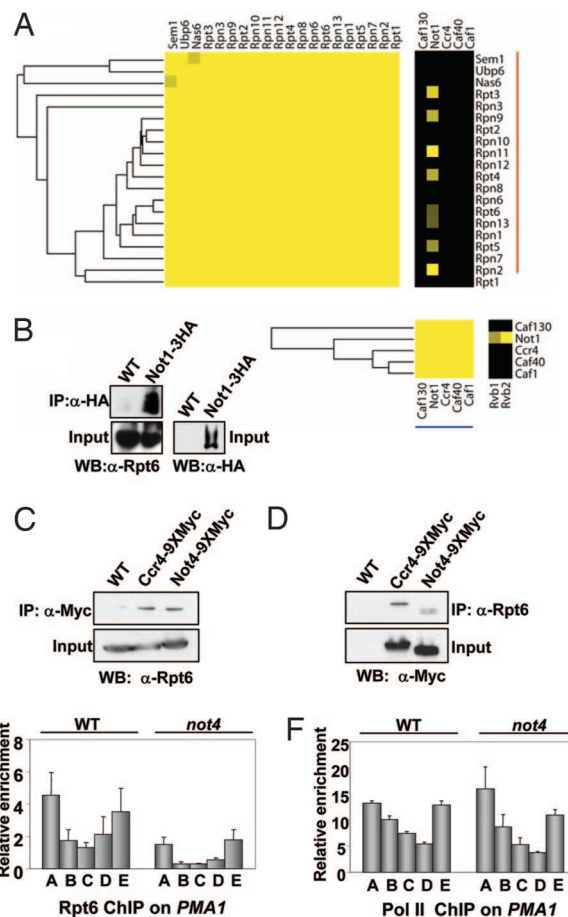 A
Sem1 Ubp6 Nas6 Rpt3 Rpn3 Rpn9 Rpt2 Rpn10 Rpn11 Rpn12 Rpt4 Rpn8 Rpn6 Rpt6 Rpn13 Rpn1 Rpt5 Rpn7 Rpn2 Rpt1
Caf130 Not1 Ccr4 Caf40 Caf1
Sem1
Ubp6
Nas6
Rpt3
Rpn3
Rpn9
Rpt2
Rpn10
Rpn11
Rpn12
Rpt4
Rpn8
Rpn6
Rpt6
Rpn13
Rpn1
Rpt5
Rpn7
Rpn2
Rpt1
B
WT Not1-3HA
IP:α-HA
Input
WB:α-Rpt6
WT Not1-3HA
Input
WB:α-HA
Caf130
Not1
Ccr4
Caf40
Caf1
Caf130 Not1 Ccr4 Caf40 Caf1
Rvb1 Rvb2
C
WT Ccr4-9XMyc Not4-9XMyc
IP: α-Myc
Input
WB: α-Rpt6
D
WT Ccr4-9XMyc Not4-9XMyc
IP: α-Rpt6
Input
WB: α-Myc
WT not4
Relative enrichment
8
6
4
2
0
A B C D E A B C D E
Rpt6 ChIP on PMA1
F
WT not4
Relative enrichment
25
20
15
10
5
0
A B C D E A B C D E
Pol II ChIP on PMA1